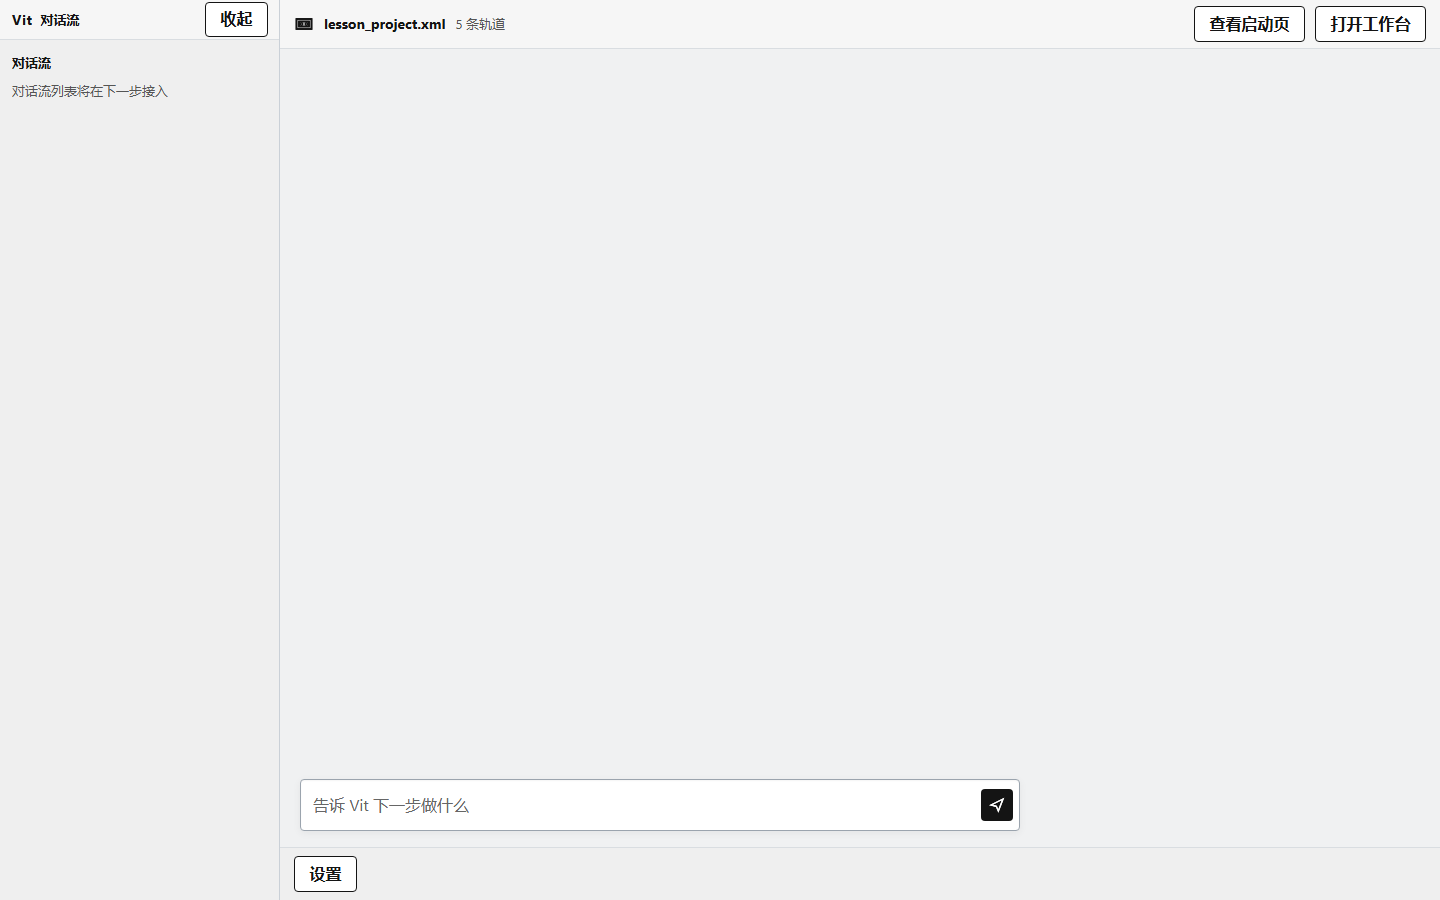 Vit 对话流
收起
对话流
对话流列表将在下一步接入
lesson_project.xml 5 条轨道
查看启动页
打开工作台
告诉 Vit 下一步做什么
设置